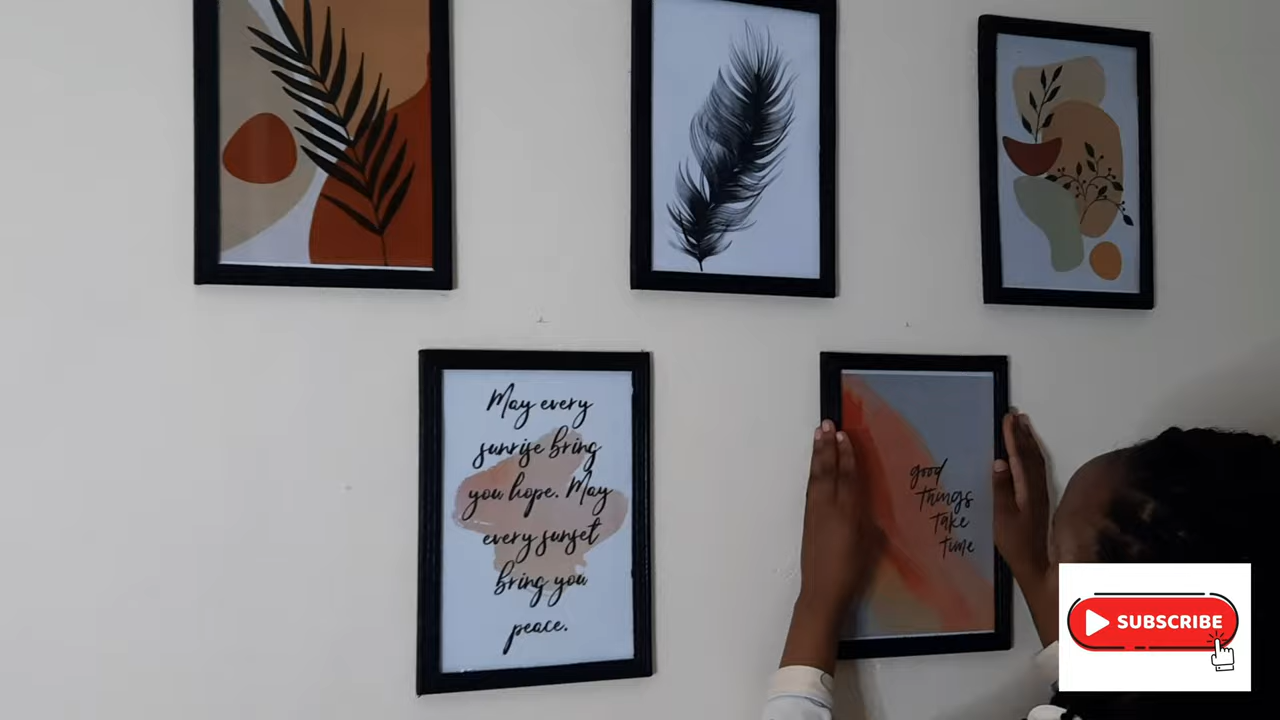 May every
sunrise bring
you hope. May
every sunset
bring you
peace.
good
things
take
time
SUBSCRIBE